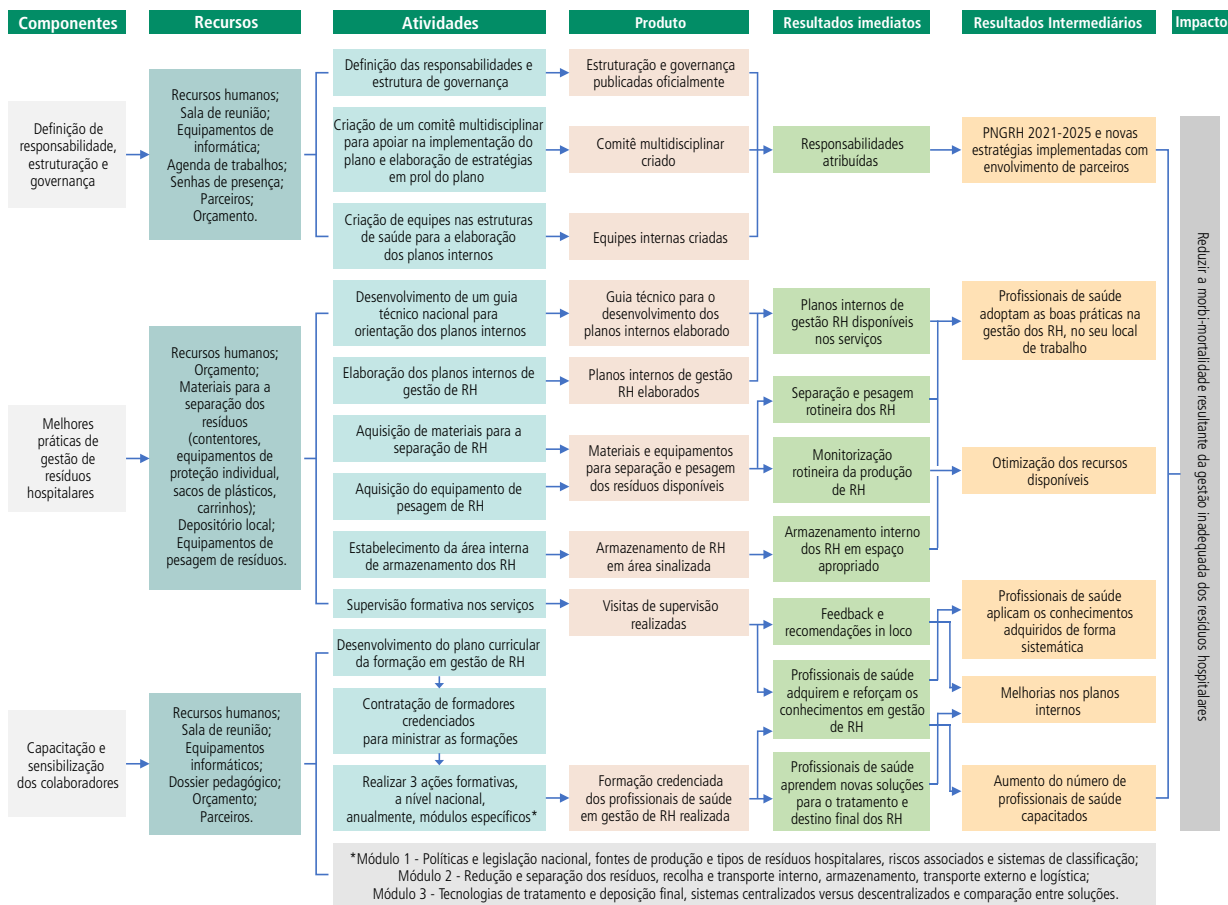 Componentes
Recursos
Atividades
Produto
Resultados imediatos
Resultados Intermediários
Impacto
Definição de
responsabilidade,
estruturação e
governança
Recursos humanos;
Sala de reunião;
Equipamentos de
informática;
Agenda de trabalhos;
Senhas de presença;
Parceiros;
Orçamento.
Definição das responsabilidades e
estrutura de governança
Estruturação e governança
publicadas oficialmente
Criação de um comitê multidisciplinar
para apoiar na implementação do
plano e elaboração de estratégias
em prol do plano
Comitê multidisciplinar
criado
Criação de equipes nas estruturas
de saúde para a elaboração
dos planos internos
Equipes internas criadas
Responsabilidades
atribuídas
PNGRH 2021-2025 e novas
estratégias implementadas com
envolvimento de parceiros
Melhores
práticas de
gestão de
resíduos
hospitalares
Recursos humanos;
Orçamento;
Materiais para a
separação dos
resíduos
(contentores,
equipamentos de
proteção individual,
sacos de plásticos,
carrinhos);
Depositório local;
Equipamentos de
pesagem de resíduos.
Desenvolvimento de um guia
técnico nacional para
orientação dos planos internos
Guia técnico para o
desenvolvimento dos
planos internos elaborado
Elaboração dos planos internos de
gestão de RH
Planos internos de gestão
RH elaborados
Aquisição de materiais para a
separação de RH
Aquisição do equipamento de
pesagem de RH
Materiais e equipamentos
para separação e pesagem
dos resíduos disponíveis
Estabelecimento da área interna
de armazenamento dos RH
Armazenamento de RH
em área sinalizada
Supervisão formativa nos serviços
Visitas de supervisão
realizadas
Planos internos de
gestão RH disponíveis
nos serviços
Separação e pesagem
rotineira dos RH
Monitorização
rotineira da produção
de RH
Armazenamento interno
dos RH em espaço
apropriado
Feedback e
recomendações in loco
Profissionais de saúde
adoptam as boas práticas na
gestão dos RH, no seu local
de trabalho
Otimização dos recursos
disponíveis
Profissionais de saúde
aplicam os conhecimentos
adquiridos de forma
sistemática
Capacitação e
sensibilização
dos colaboradores
Recursos humanos;
Sala de reunião;
Equipamentos
informáticos;
Dossier pedagógico;
Orçamento;
Parceiros.
Desenvolvimento do plano curricular
da formação em gestão de RH
Contratação de formadores
credenciados
para ministrar as formações
Realizar 3 ações formativas,
a nível nacional,
anualmente, módulos específicos*
Formação credenciada
dos profissionais de saúde
em gestão de RH realizada
Profissionais de saúde
adquirem e reforçam os
conhecimentos em gestão
de RH
Profissionais de saúde
aprendem novas soluções
para o tratamento e
destino final dos RH
Melhorias nos planos
internos
Aumento do número de
profissionais de saúde
capacitados
Reduzir a morbi-mortalidade resultante da gestão inadequada dos resíduos hospitalares
*Módulo 1 - Políticas e legislação nacional, fontes de produção e tipos de resíduos hospitalares, riscos associados e sistemas de classificação;
Módulo 2 - Redução e separação dos resíduos, recolha e transporte interno, armazenamento, transporte externo e logística;
Módulo 3 - Tecnologias de tratamento e deposição final, sistemas centralizados versus descentralizados e comparação entre soluções.